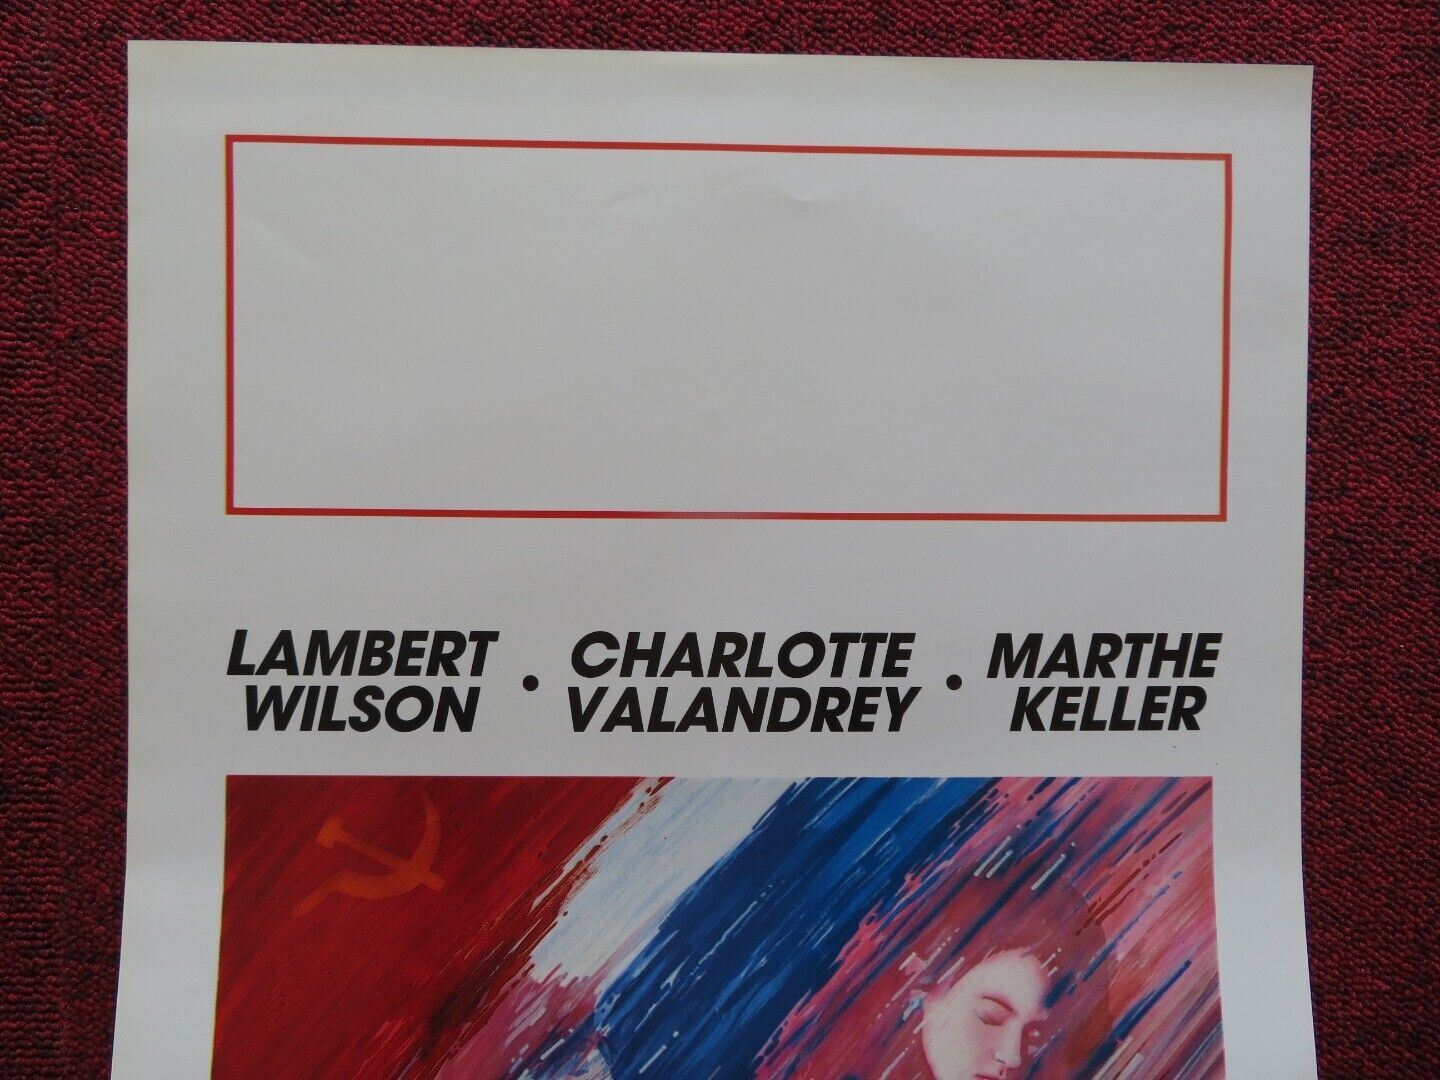 LAMBERT WILSON • CHARLOTTE VALANDREY • MARTHE KELLER